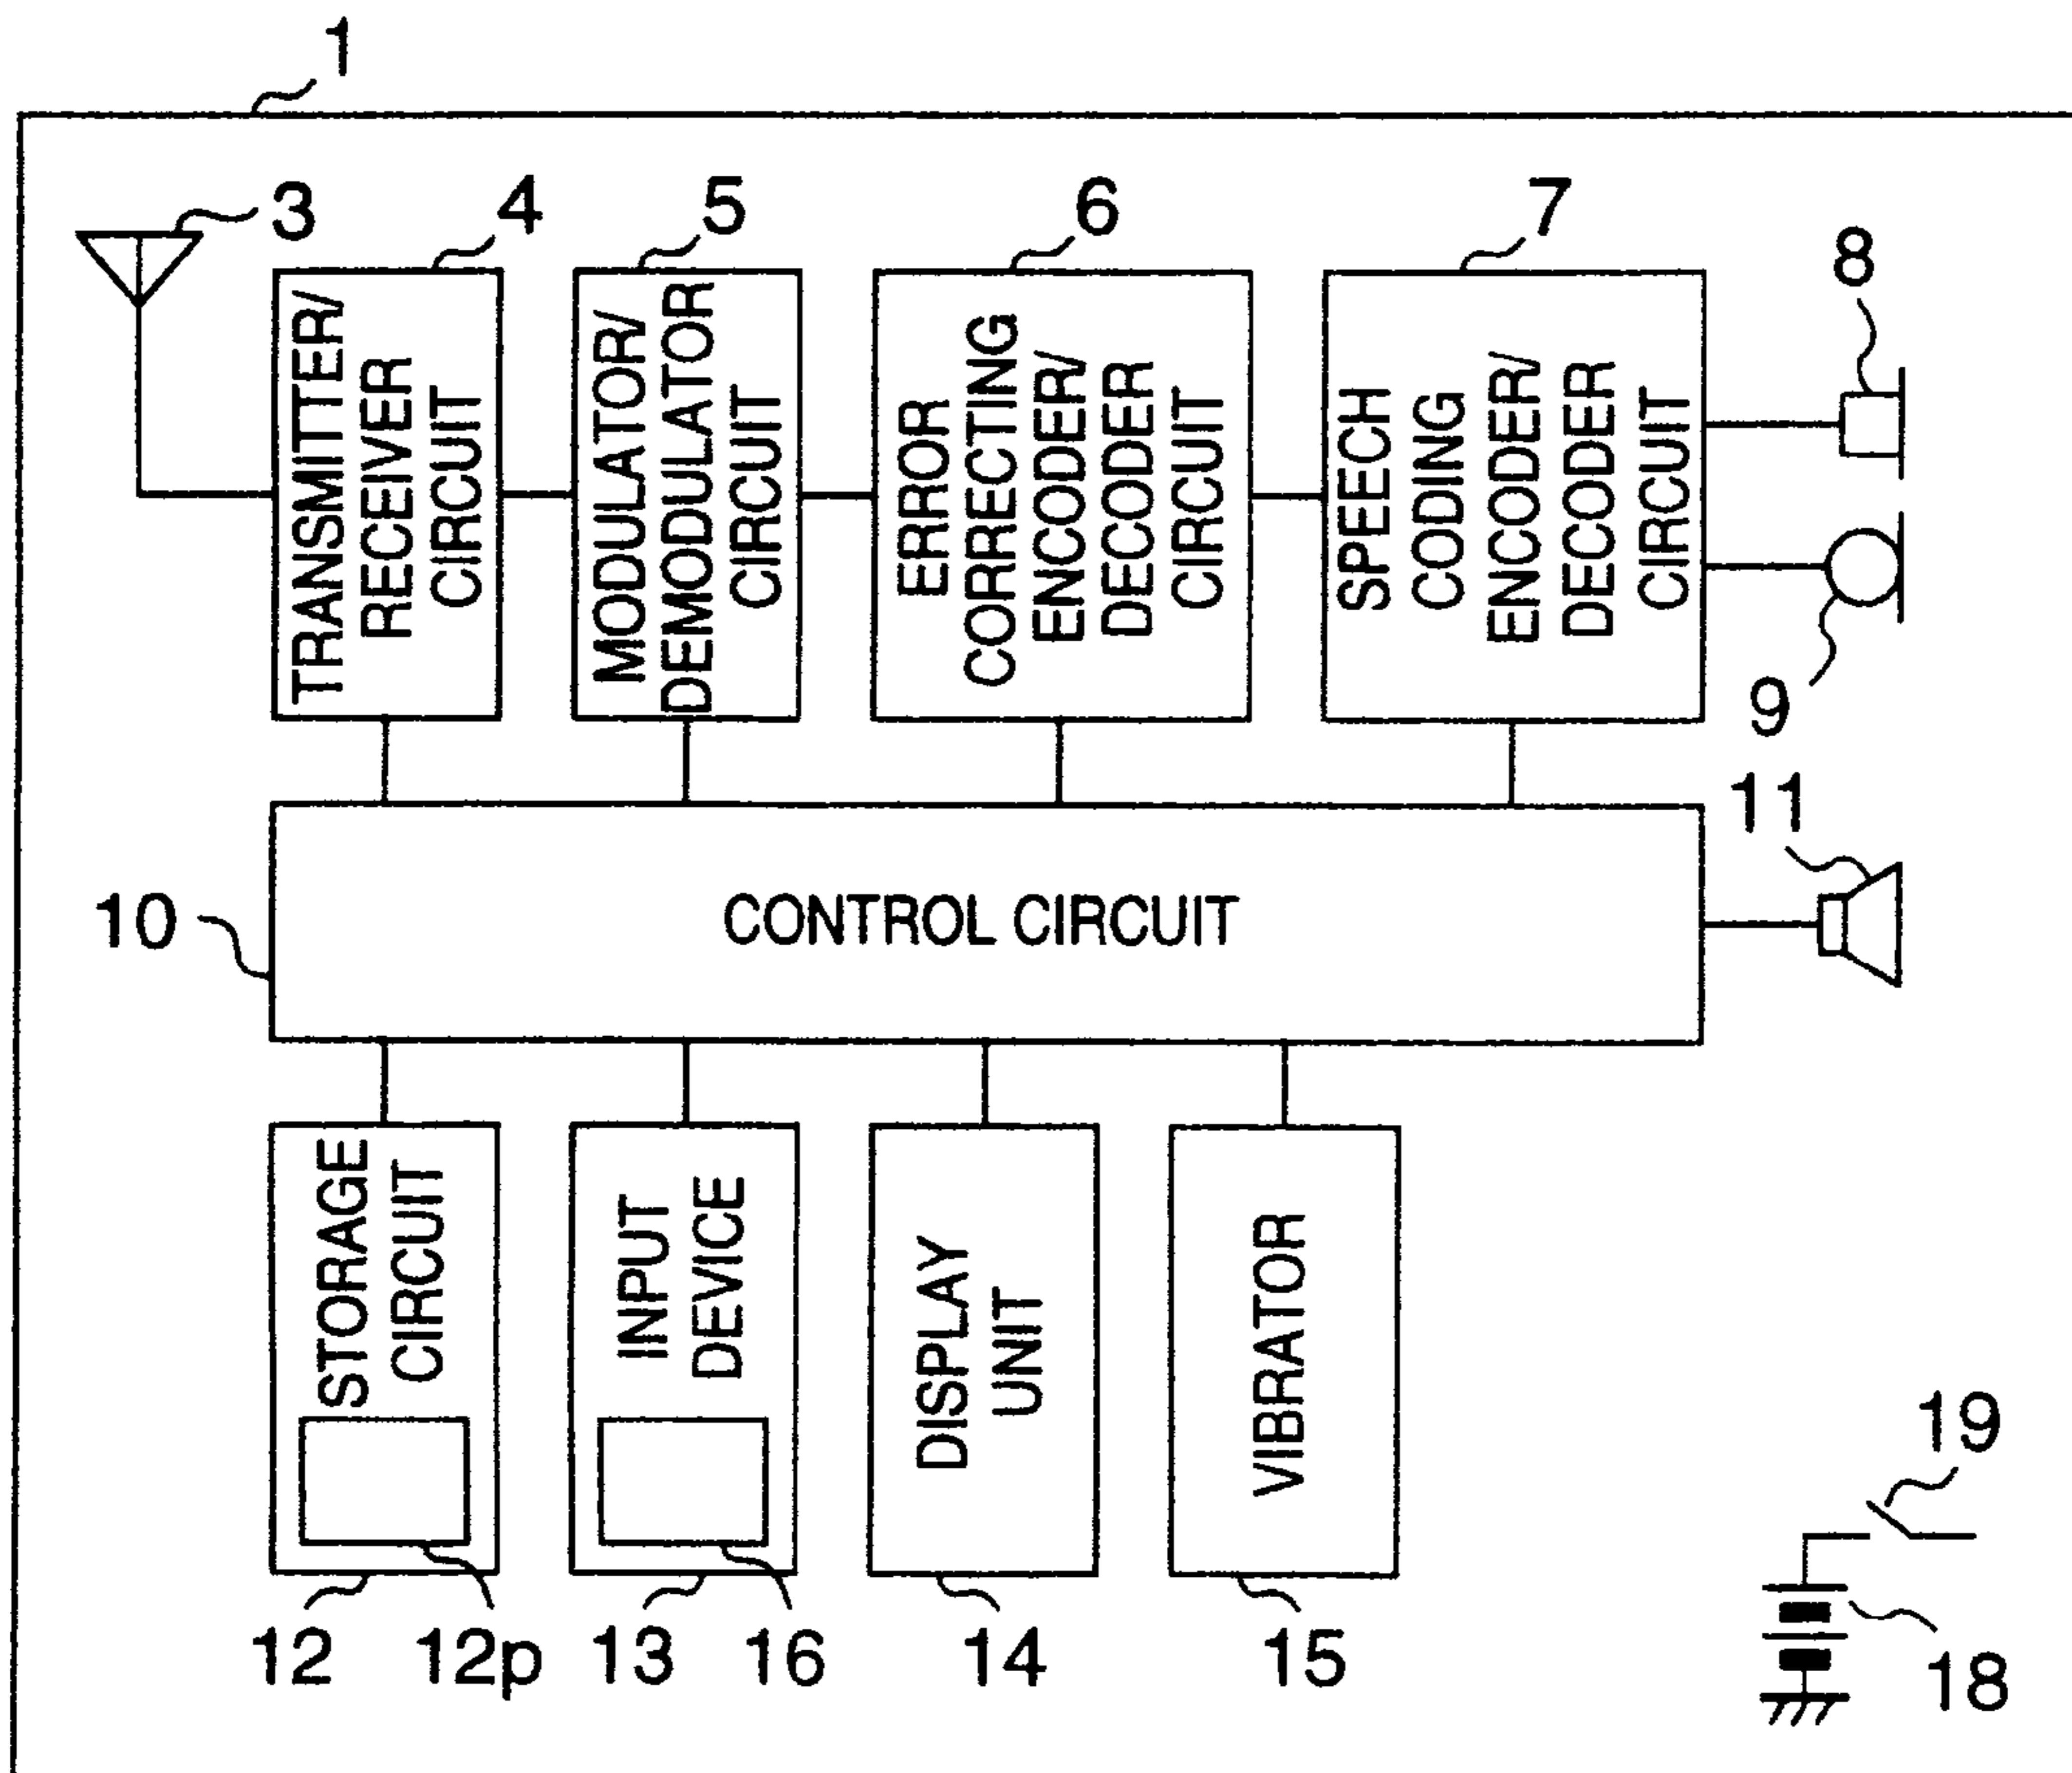 1
3
4
5
6
7
8
TRANSMITTER/
RECEIVER
CIRCUIT
MODULATOR/
DEMODULATOR
CIRCUIT
ERROR
CORRECTING
ENCODER/
DECODER
CIRCUIT
SPEECH
CODING
ENCODER/
DECODER
CIRCUIT
9
11
10
CONTROL CIRCUIT
STORAGE
CIRCUIT
INPUT
DEVICE
DISPLAY
UNIT
VIBRATOR
19
12
12p
13
16
14
15
18